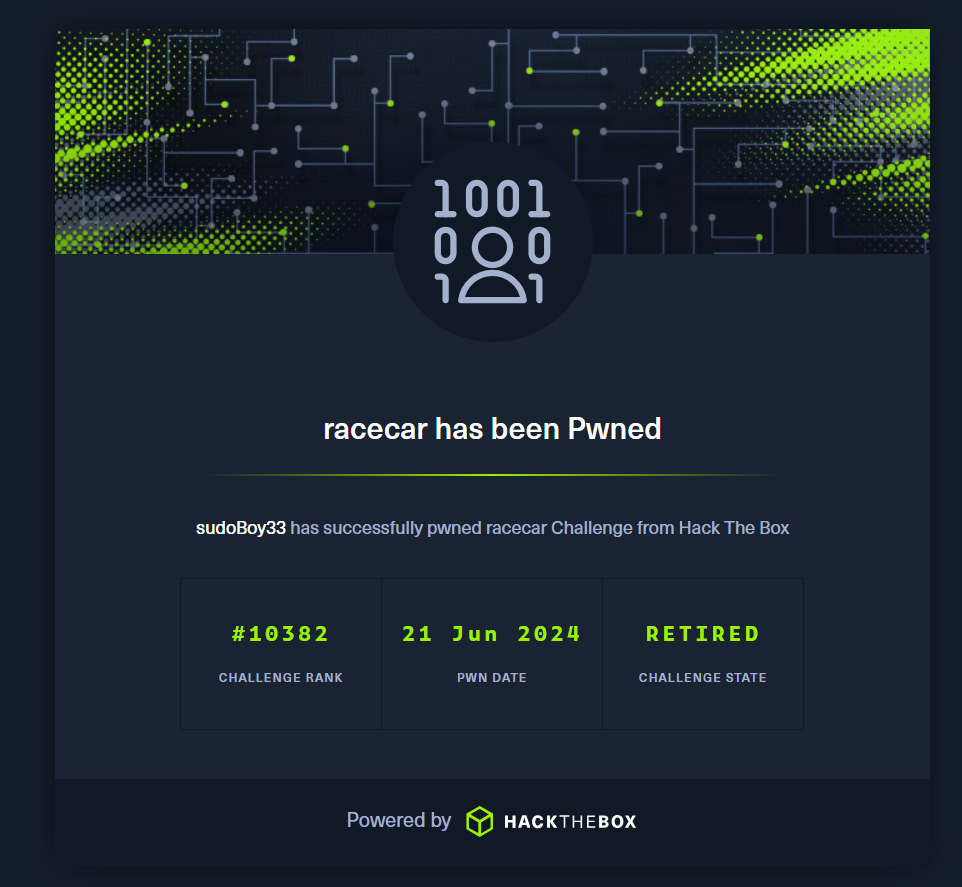 1001
0 0
1 1
racecar has been Pwned
sudoBoy33 has successfully pwned racecar Challenge from Hack The Box
#10382
21 Jun 2024
RETIRED
CHALLENGE RANK
PWN DATE
CHALLENGE STATE
Powered by HACKTHEBOX